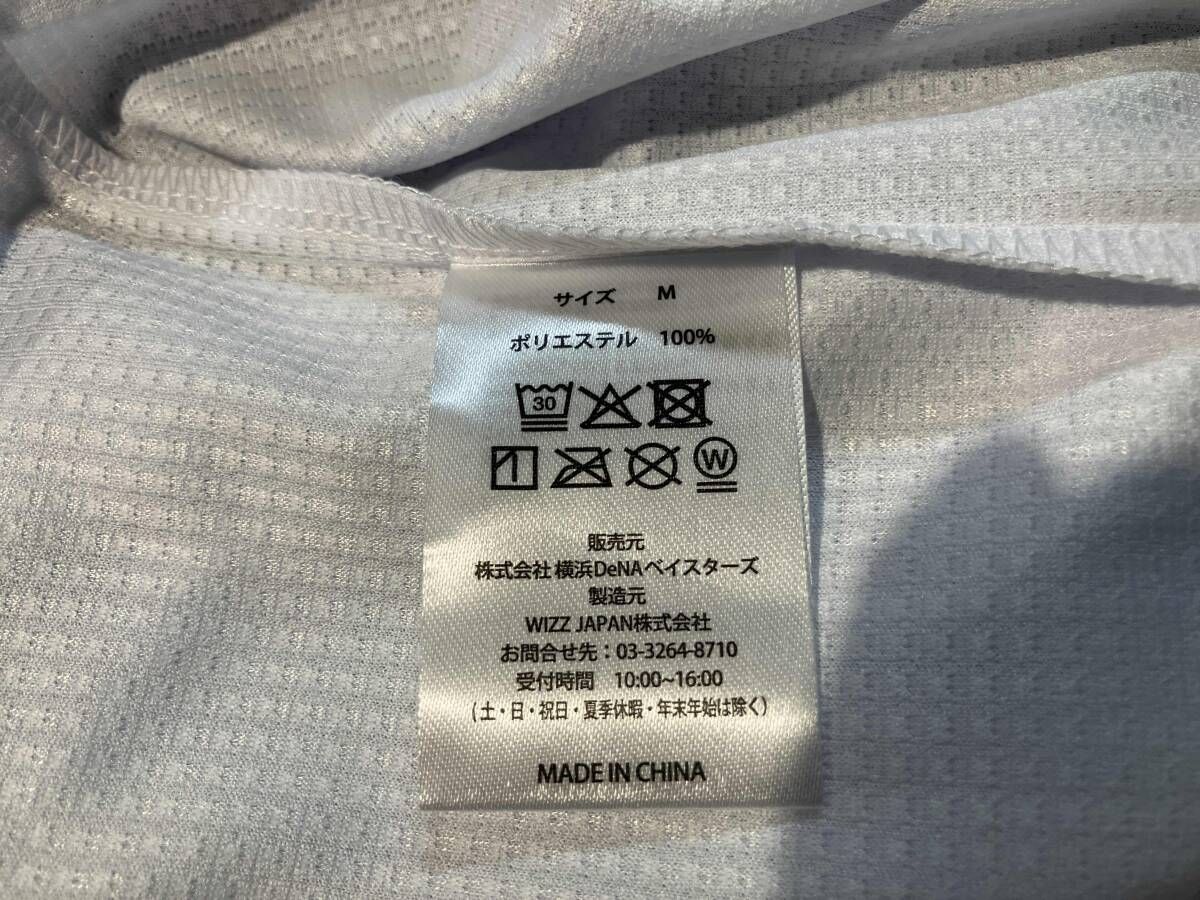 サイズ M
ポリエステル 100%
30
W
販売元
株式会社 横浜DeNAベイスターズ
製造元
WIZZ JAPAN株式会社
お問合せ先：03-3264-8710
受付時間 10:00~16:00
(土・日・祝日・夏季休暇・年末年始は除く)
MADE IN CHINA